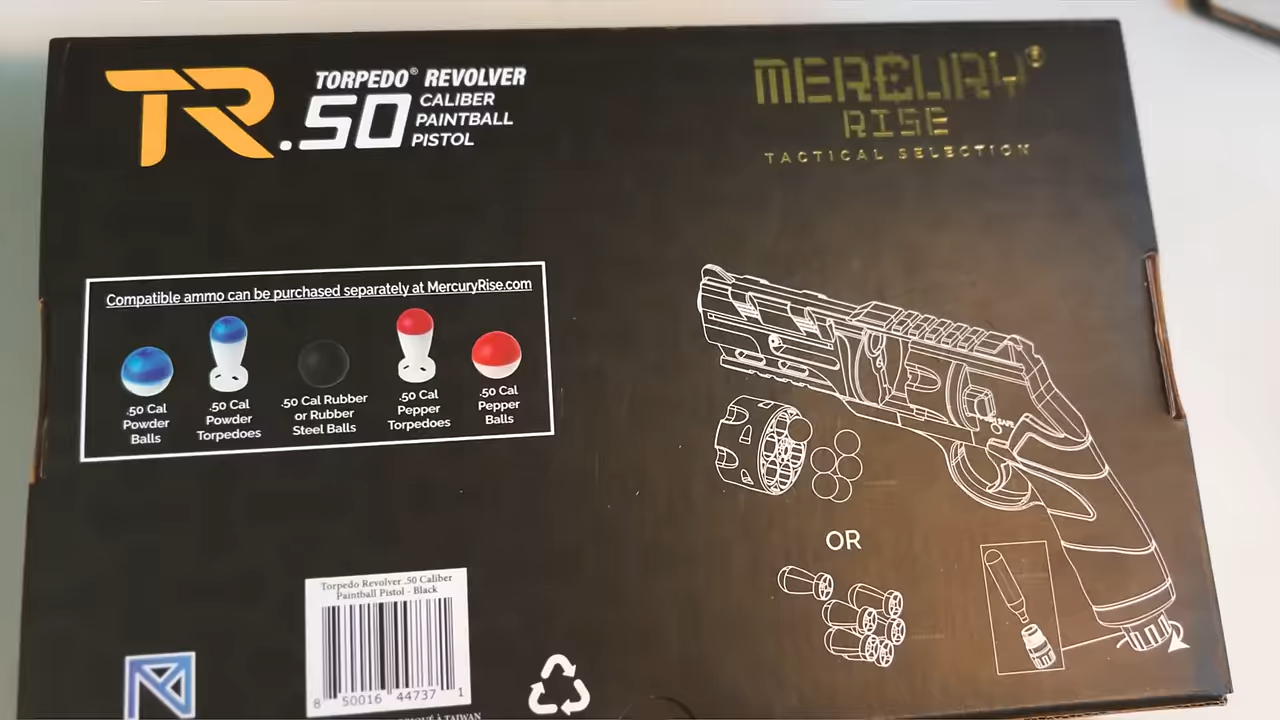 TR
TORPEDO® REVOLVER
.50 CALIBER
PAINTBALL
PISTOL
MERCURY®
RISE
TACTICAL SELECTION
Compatible ammo can be purchased separately at MercuryRise.com
.50 Cal
Powder
Balls
.50 Cal
Powder
Torpedoes
.50 Cal Rubber
or Rubber
Steel Balls
.50 Cal
Pepper
Torpedoes
.50 Cal
Pepper
Balls
SAFE
OR
Torpedo Revolver .50 Caliber
Paintball Pistol - Black
8 50016 44737 1
À TAIWAN